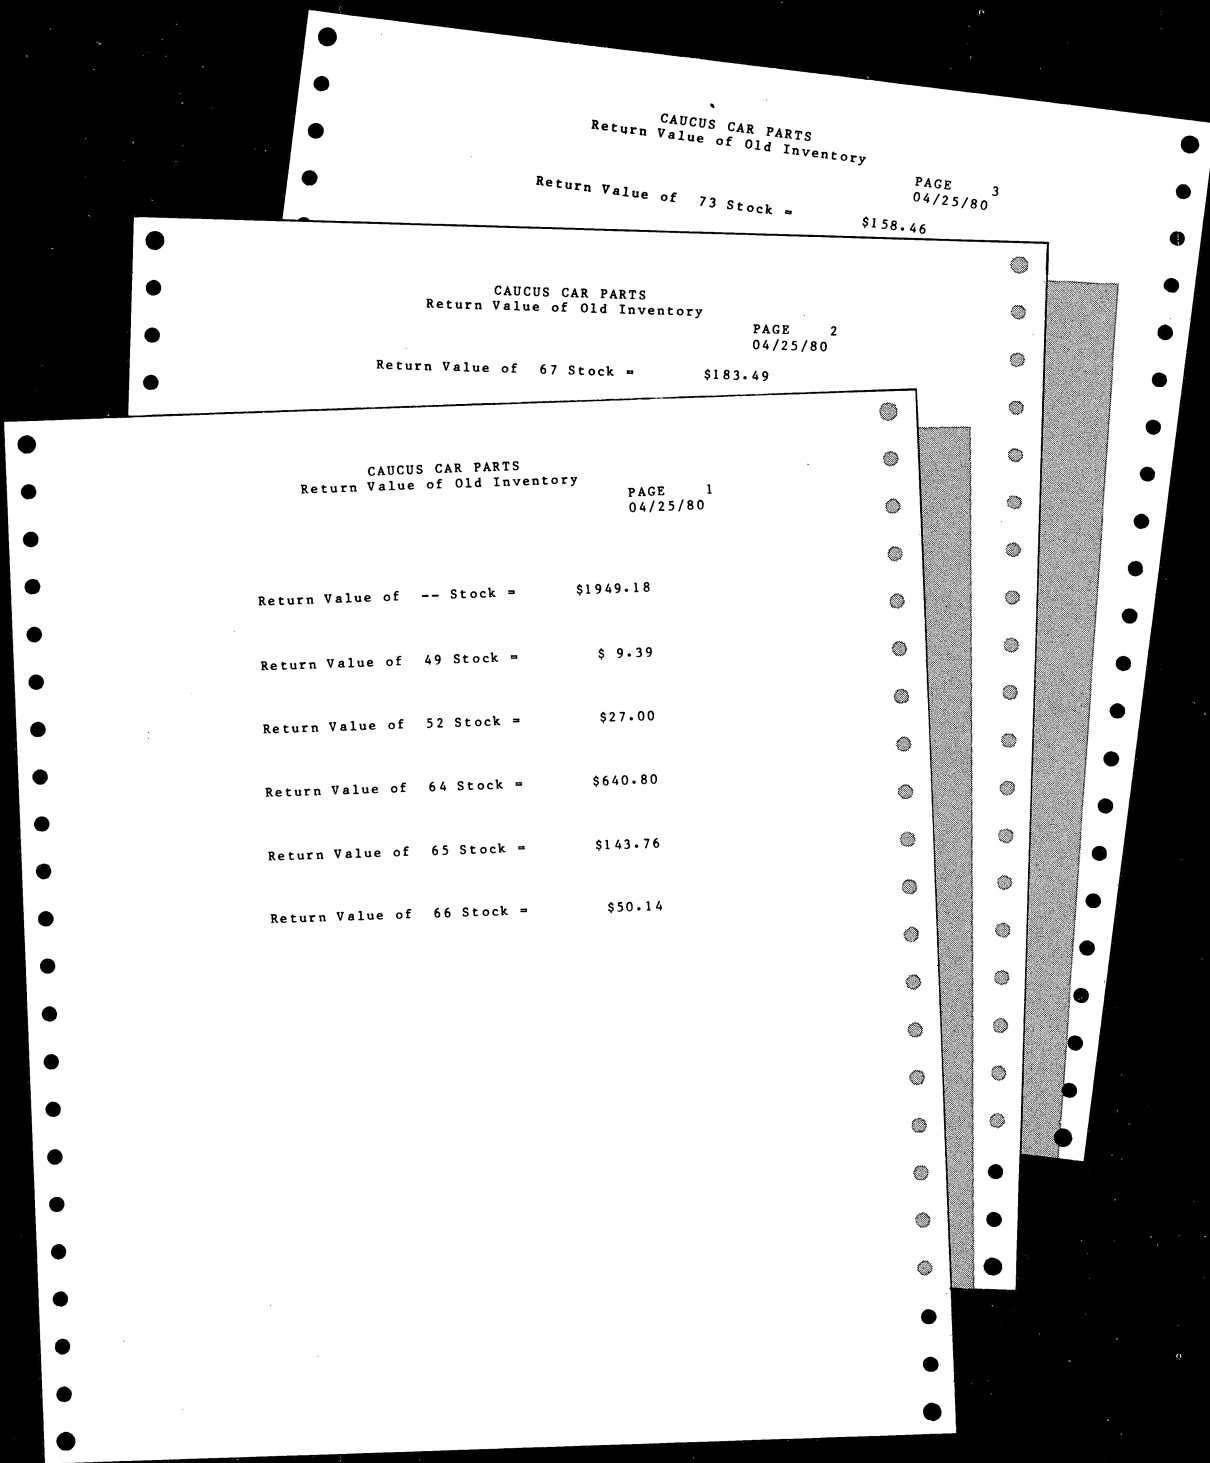 CAUCUS CAR PARTS
Return Value of Old Inventory
PAGE 3
04/25/80
Return Value of 73 Stock = $158.46
CAUCUS CAR PARTS
Return Value of Old Inventory
PAGE 2
04/25/80
Return Value of 67 Stock = $183.49
CAUCUS CAR PARTS
Return Value of Old Inventory
PAGE 1
04/25/80
Return Value of -- Stock = $1949.18
Return Value of 49 Stock = $ 9.39
Return Value of 52 Stock = $27.00
Return Value of 64 Stock = $640.80
Return Value of 65 Stock = $143.76
Return Value of 66 Stock = $50.14